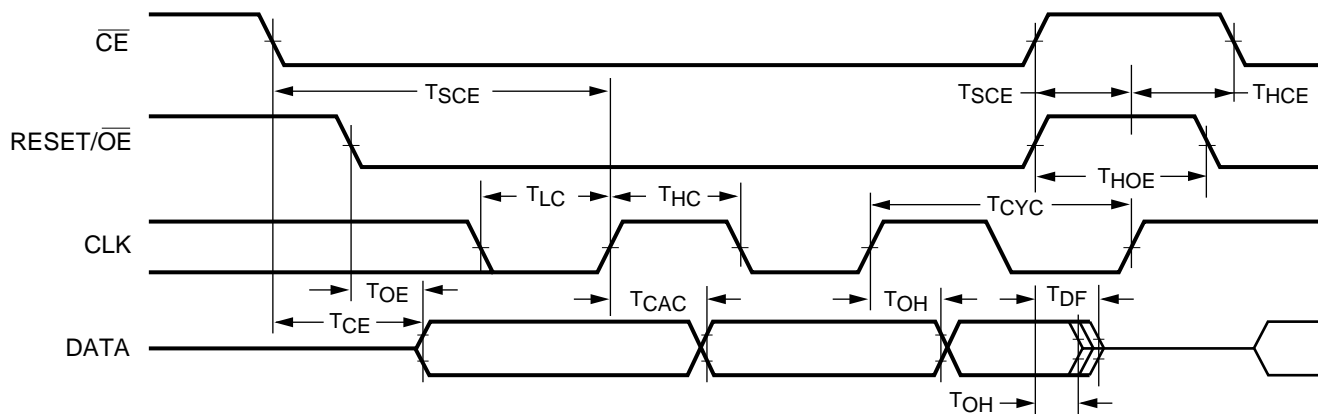 CE
TSCE
TSCE
THCE
RESET/OE
TLC
THC
THOE
TCYC
CLK
TOE
TCAC
TOH
TDF
TCE
DATA
TOH